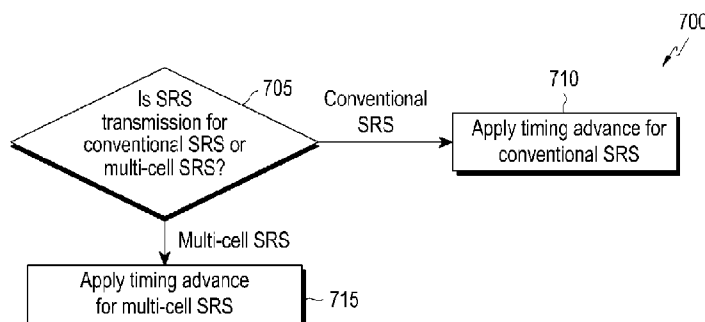 700
705
Is SRS
transmission for
conventional SRS or
multi-cell SRS?
Conventional
SRS
710
Apply timing advance for
conventional SRS
Multi-cell SRS
Apply timing advance
for multi-cell SRS
715